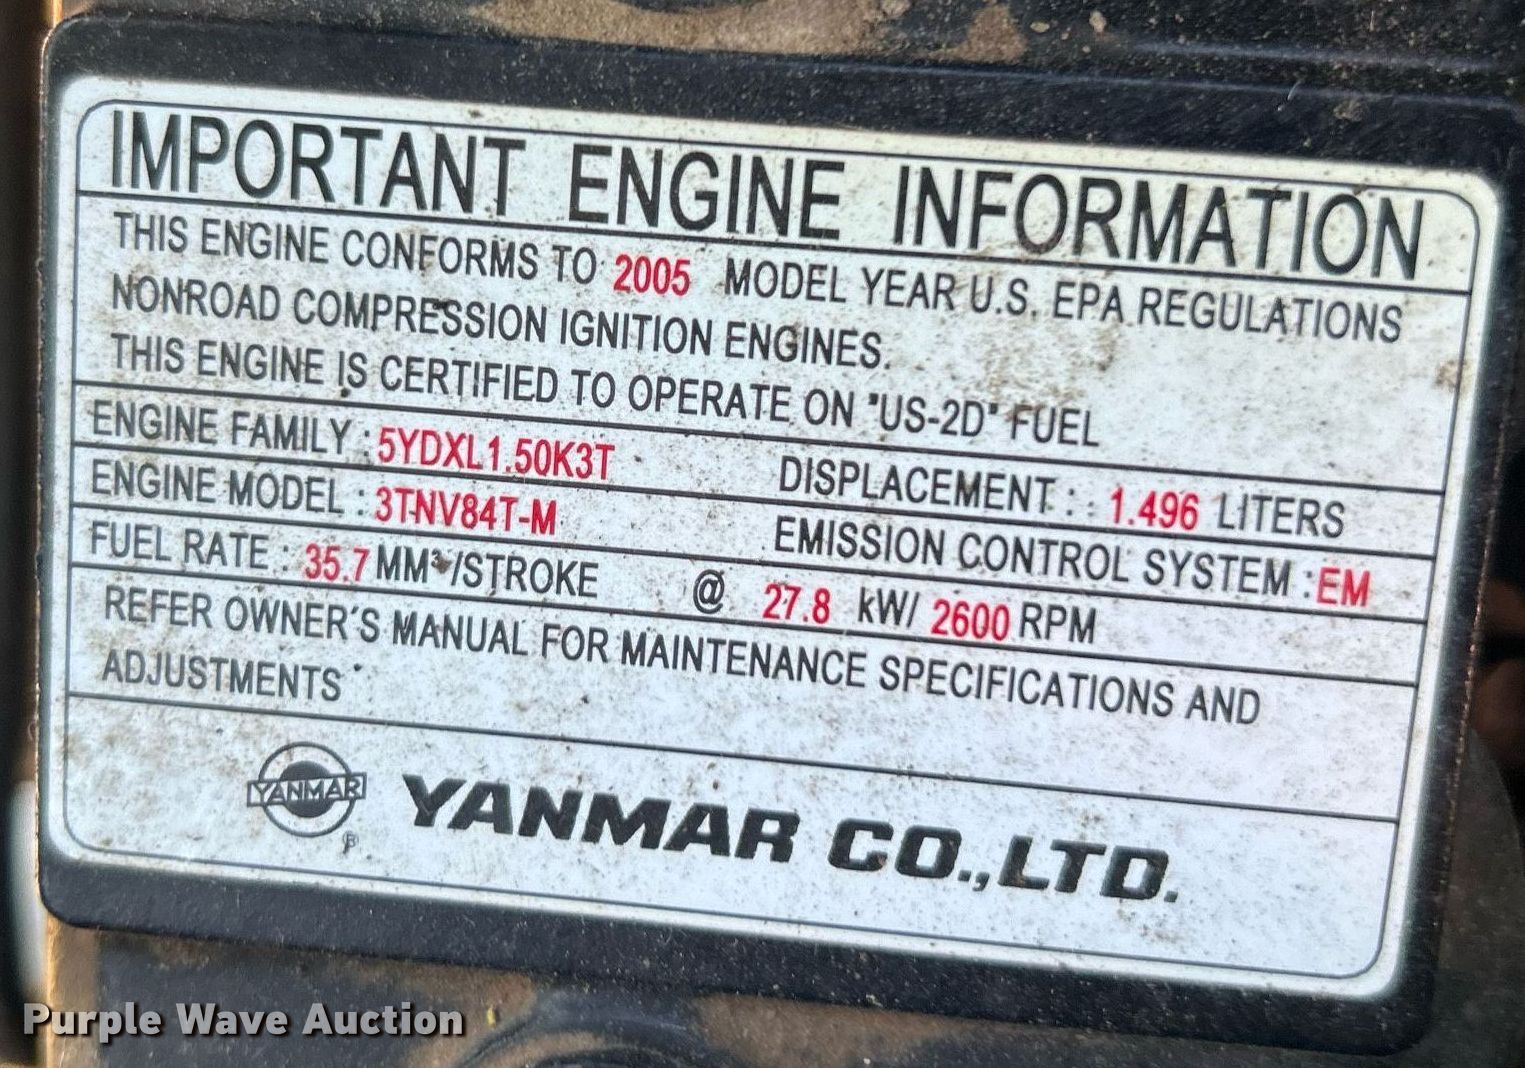 IMPORTANT ENGINE INFORMATION
THIS ENGINE CONFORMS TO 2005 MODEL YEAR U.S. EPA REGULATIONS
NONROAD COMPRESSION IGNITION ENGINES.
THIS ENGINE IS CERTIFIED TO OPERATE ON "US-2D" FUEL
ENGINE FAMILY : 5YDXL1.50K3T DISPLACEMENT : 1.496 LITERS
ENGINE MODEL : 3TNV84T-M EMISSION CONTROL SYSTEM : EM
FUEL RATE : 35.7 MM³/STROKE @ 27.8 kW/ 2600 RPM
REFER OWNER'S MANUAL FOR MAINTENANCE SPECIFICATIONS AND
ADJUSTMENTS
YANMAR ® YANMAR CO.,LTD.
Purple Wave Auction